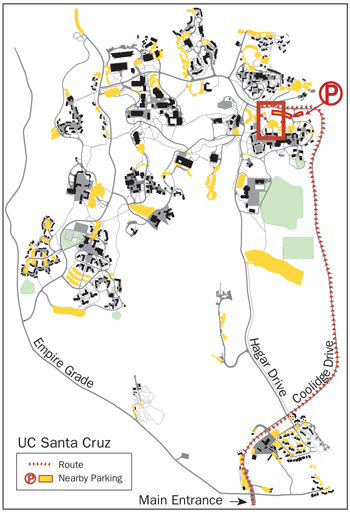 P
Empire Grade
Hagar Drive
Coolidge Drive
UC Santa Cruz
Route
P Nearby Parking
Main Entrance